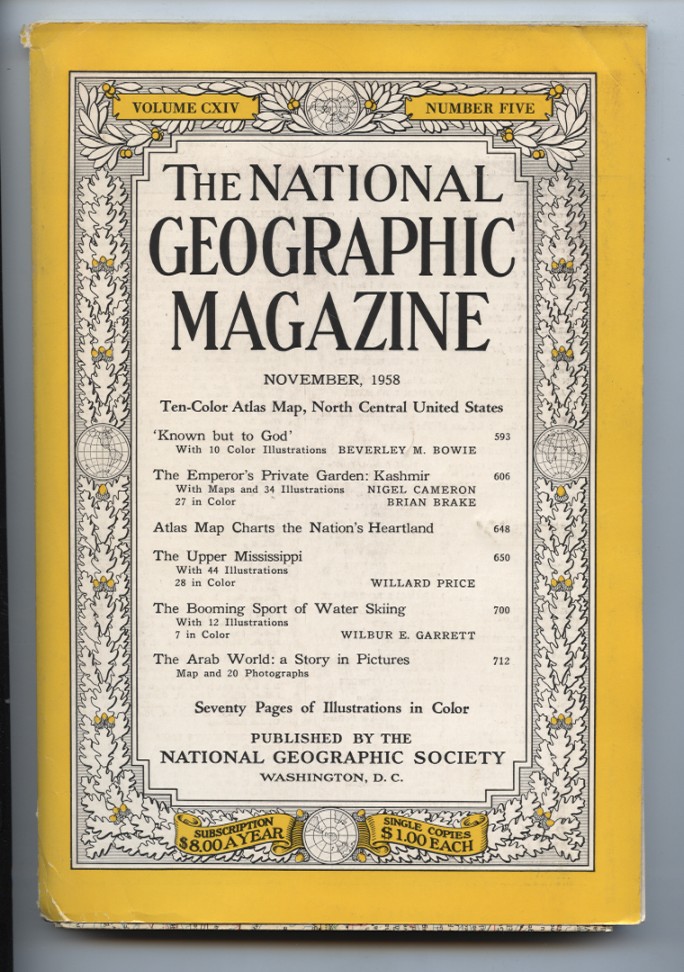 VOLUME CXIV NUMBER FIVE
THE NATIONAL
GEOGRAPHIC
MAGAZINE
NOVEMBER, 1958
Ten-Color Atlas Map, North Central United States
‘Known but to God’ 593
With 10 Color Illustrations BEVERLEY M. BOWIE
The Emperor's Private Garden: Kashmir 606
With Maps and 34 Illustrations NIGEL CAMERON
27 in Color BRIAN BRAKE
Atlas Map Charts the Nation's Heartland 648
The Upper Mississippi 650
With 44 Illustrations
28 in Color WILLARD PRICE
The Booming Sport of Water Skiing 700
With 12 Illustrations
7 in Color WILBUR E. GARRETT
The Arab World: a Story in Pictures 712
Map and 20 Photographs
Seventy Pages of Illustrations in Color
PUBLISHED BY THE
NATIONAL GEOGRAPHIC SOCIETY
WASHINGTON, D. C.
SUBSCRIPTION
$8.00 A YEAR
SINGLE COPIES
$1.00 EACH